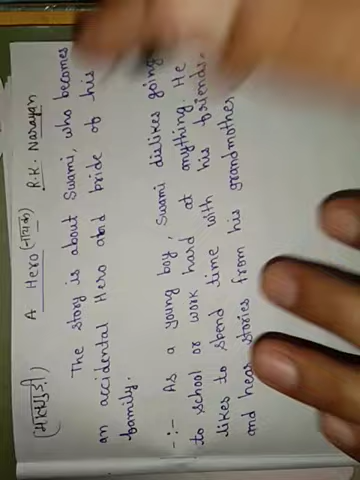 A Hero (नायक) R.K. Narayan
The story is about Swami, who becomes
an accidental Hero and bride of his
family.
-:- As a young boy, Swami dislikes going
to school or work hard at anything. He
likes to spend time with his friends.
and hear stories from his grandmother